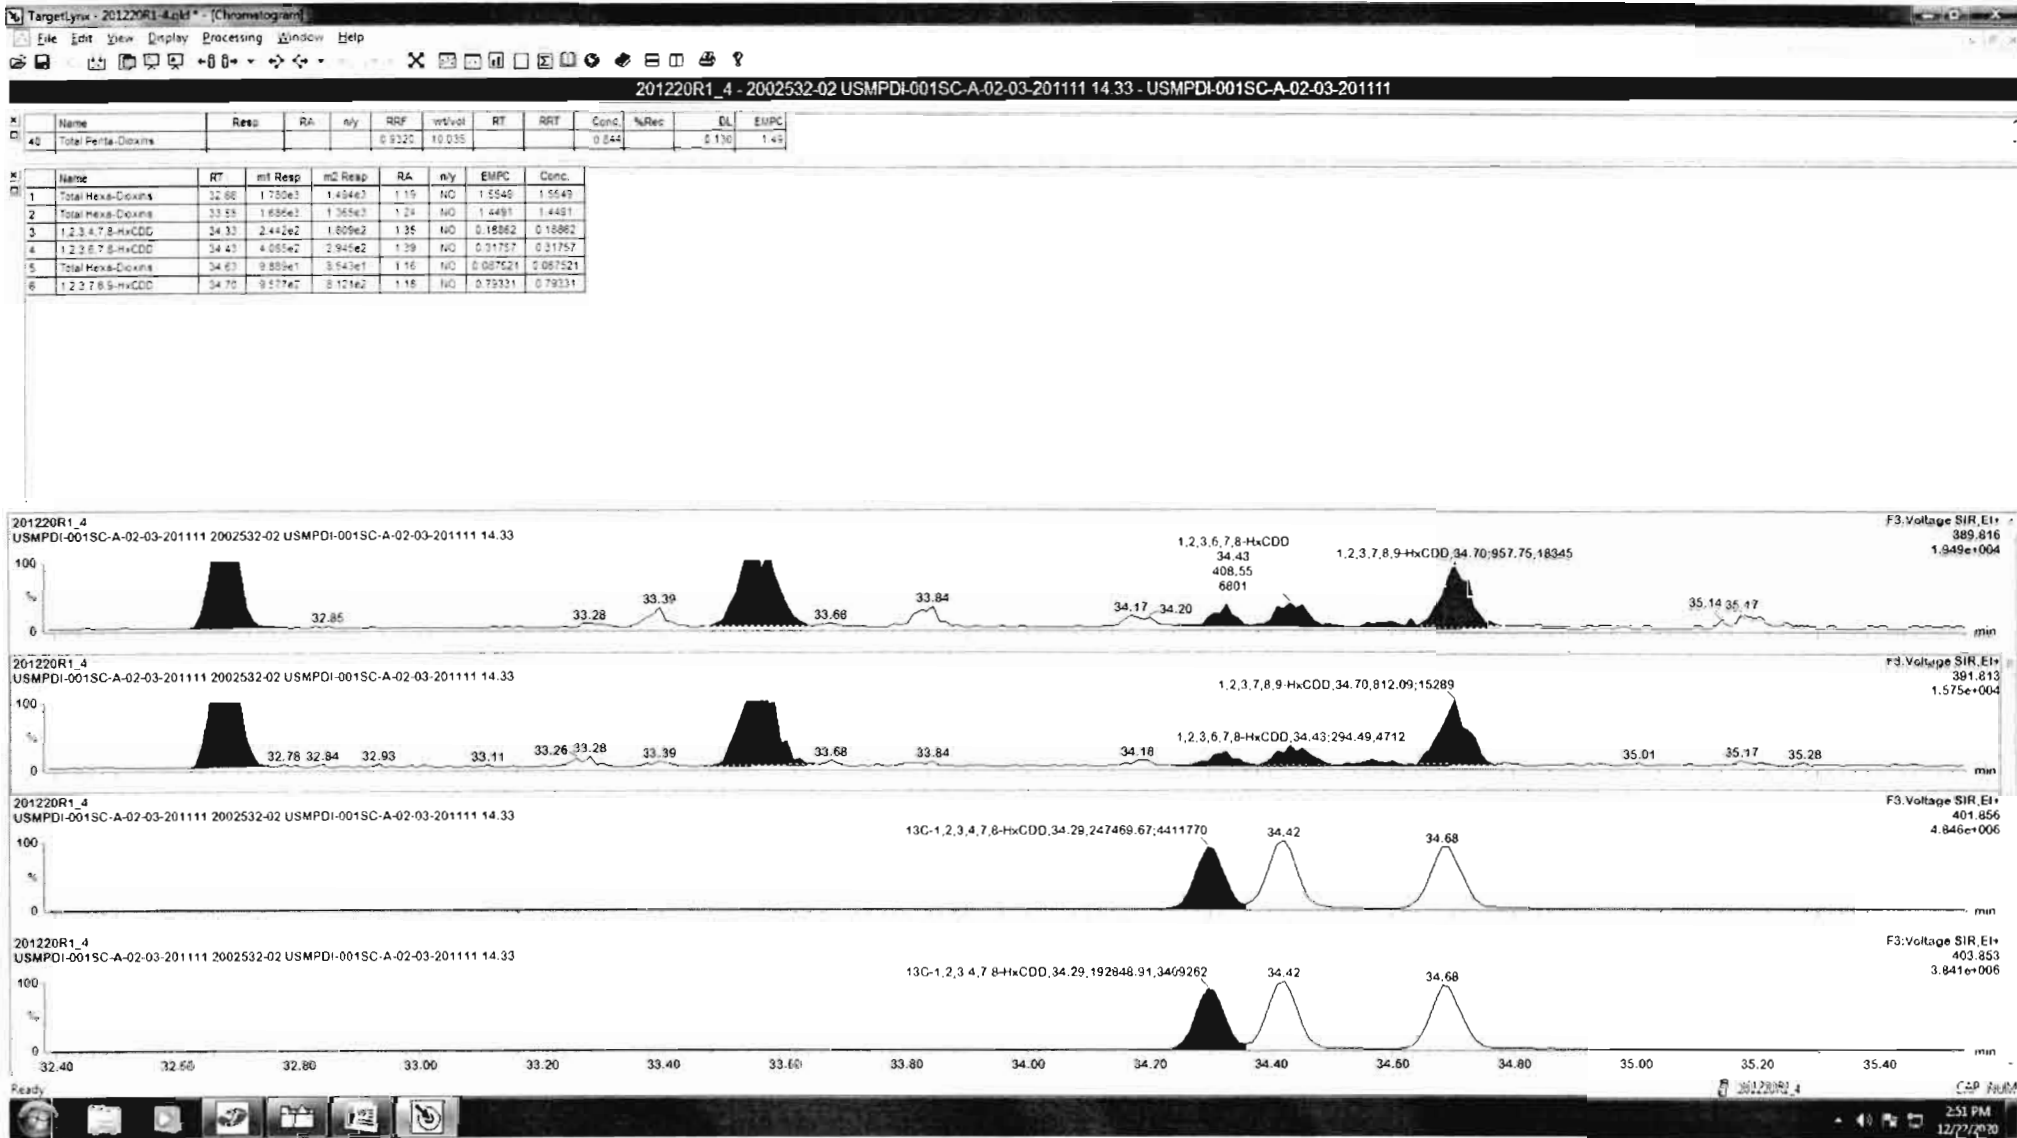 TargetLynx - 201220R1-4.qld * - [Chromatogram]
File Edit View Display Processing Window Help
201220R1_4 - 2002532-02 USMPDI-001SC-A-02-03-201111 14.33 - USMPDI-001SC-A-02-03-201111
Name Resp RA n/y RRF wt/vol RT RRT Conc. %Rec DL EMPC
40 Total Penta-Dioxins 0.9320 10.035 0.844 0.130 1.49
Name RT m1 Resp m2 Resp RA n/y EMPC Conc.
1 Total Hexa-Dioxins 32.68 1.780e3 1.494e3 1.19 NO 1.5549 1.5549
2 Total Hexa-Dioxins 33.55 1.686e3 1.365e3 1.24 NO 1.4491 1.4491
3 1,2,3,4,7,8-HxCDD 34.33 2.442e2 1.809e2 1.35 NO 0.18862 0.18862
4 1,2,3,6,7,8-HxCDD 34.43 4.085e2 2.945e2 1.39 NO 0.31757 0.31757
5 Total Hexa-Dioxins 34.63 9.889e1 8.543e1 1.16 NO 0.087521 0.087521
6 1,2,3,7,8,9-HxCDD 34.70 9.577e2 8.121e2 1.18 NO 0.79331 0.79331
201220R1_4
USMPDI-001SC-A-02-03-201111 2002532-02 USMPDI-001SC-A-02-03-201111 14.33
F3:Voltage SIR,EI+
389.816
1.949e+004
1,2,3,6,7,8-HxCDD
34.43
408.55
6801
1,2,3,7,8,9-HxCDD,34.70;957.75,18345
100
%
0
32.85 33.28 33.39 33.66 33.84 34.17 34.20 35.14 35.17
min
201220R1_4
USMPDI-001SC-A-02-03-201111 2002532-02 USMPDI-001SC-A-02-03-201111 14.33
F3:Voltage SIR,EI+
391.813
1.575e+004
1,2,3,7,8,9-HxCDD,34.70,812.09;15289
1,2,3,6,7,8-HxCDD,34.43;294.49,4712
100
%
0
32.78 32.84 32.93 33.11 33.26 33.28 33.39 33.68 33.84 34.18 35.01 35.17 35.28
min
201220R1_4
USMPDI-001SC-A-02-03-201111 2002532-02 USMPDI-001SC-A-02-03-201111 14.33
F3:Voltage SIR,EI+
401.856
4.846e+006
13C-1,2,3,4,7,8-HxCDD,34.29,247469.67;4411770
34.42
34.68
100
%
0
min
201220R1_4
USMPDI-001SC-A-02-03-201111 2002532-02 USMPDI-001SC-A-02-03-201111 14.33
F3:Voltage SIR,EI+
403.853
3.841e+006
13C-1,2,3,4,7,8-HxCDD,34.29,192848.91,3409262
34.42
34.68
100
%
0
min
32.40 32.60 32.80 33.00 33.20 33.40 33.60 33.80 34.00 34.20 34.40 34.60 34.80 35.00 35.20 35.40
Ready
201220R1_4
CAP NUM
2:51 PM
12/22/2020